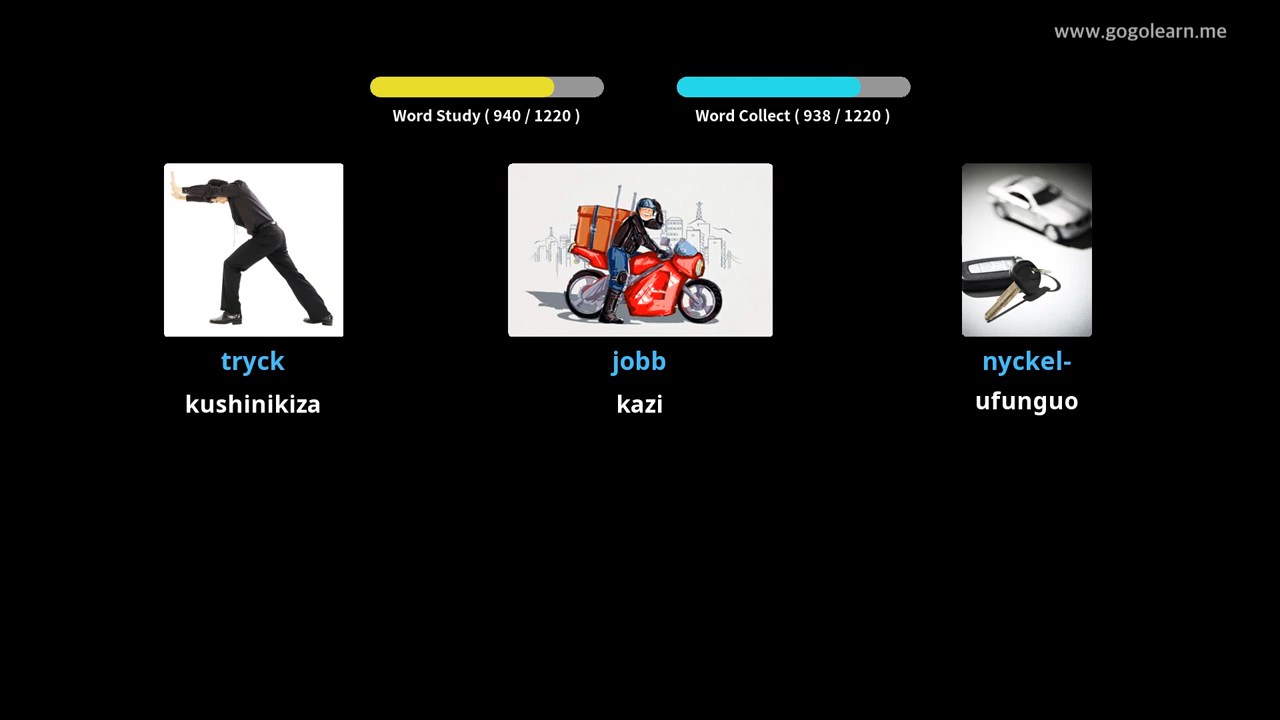 www.gogolearn.me
Word Study ( 940 / 1220 )
Word Collect ( 938 / 1220 )
tryck
kushinikiza
jobb
kazi
nyckel-
ufunguo